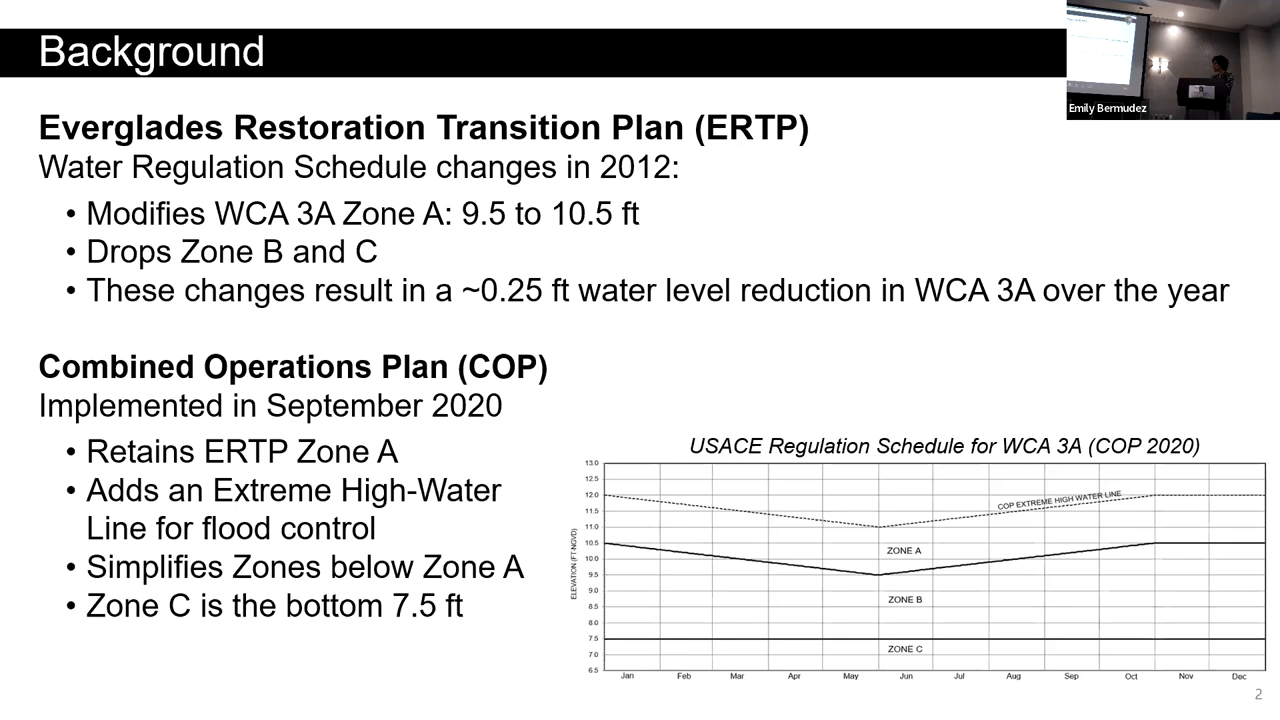 Background
Emily Bermudez
Everglades Restoration Transition Plan (ERTP)
Water Regulation Schedule changes in 2012:
• Modifies WCA 3A Zone A: 9.5 to 10.5 ft
• Drops Zone B and C
• These changes result in a ~0.25 ft water level reduction in WCA 3A over the year
Combined Operations Plan (COP)
Implemented in September 2020
• Retains ERTP Zone A
• Adds an Extreme High-Water
Line for flood control
• Simplifies Zones below Zone A
• Zone C is the bottom 7.5 ft
USACE Regulation Schedule for WCA 3A (COP 2020)
ELEVATION (FT-NGVD)
13.0
12.5
12.0
11.5
11.0
10.5
10.0
9.5
9.0
8.5
8.0
7.5
7.0
6.5
COP EXTREME HIGH WATER LINE
ZONE A
ZONE B
ZONE C
Jan Feb Mar Apr May Jun Jul Aug Sep Oct Nov Dec
2